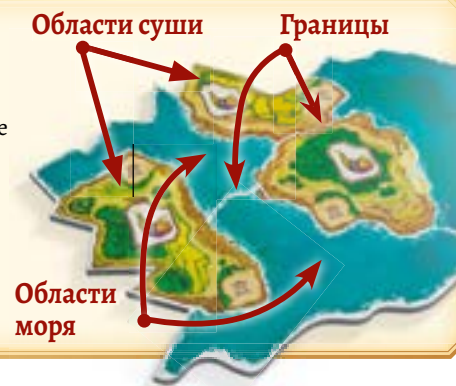 Области суши
Границы
е
Области
моря